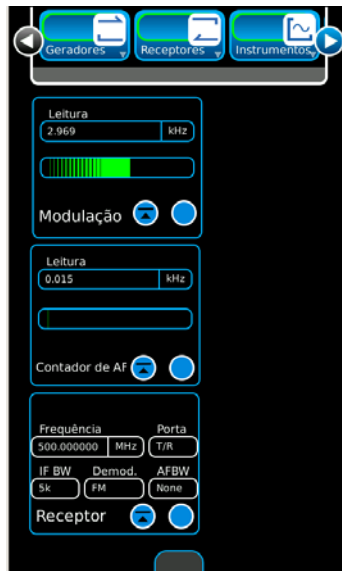 Geradores Receptores Instrumentos
Leitura
2.969 kHz
Modulação
Leitura
0.015 kHz
Contador de AF
Frequência Porta
500.000000 MHz T/R
IF BW Demod. AFBW
5k FM None
Receptor